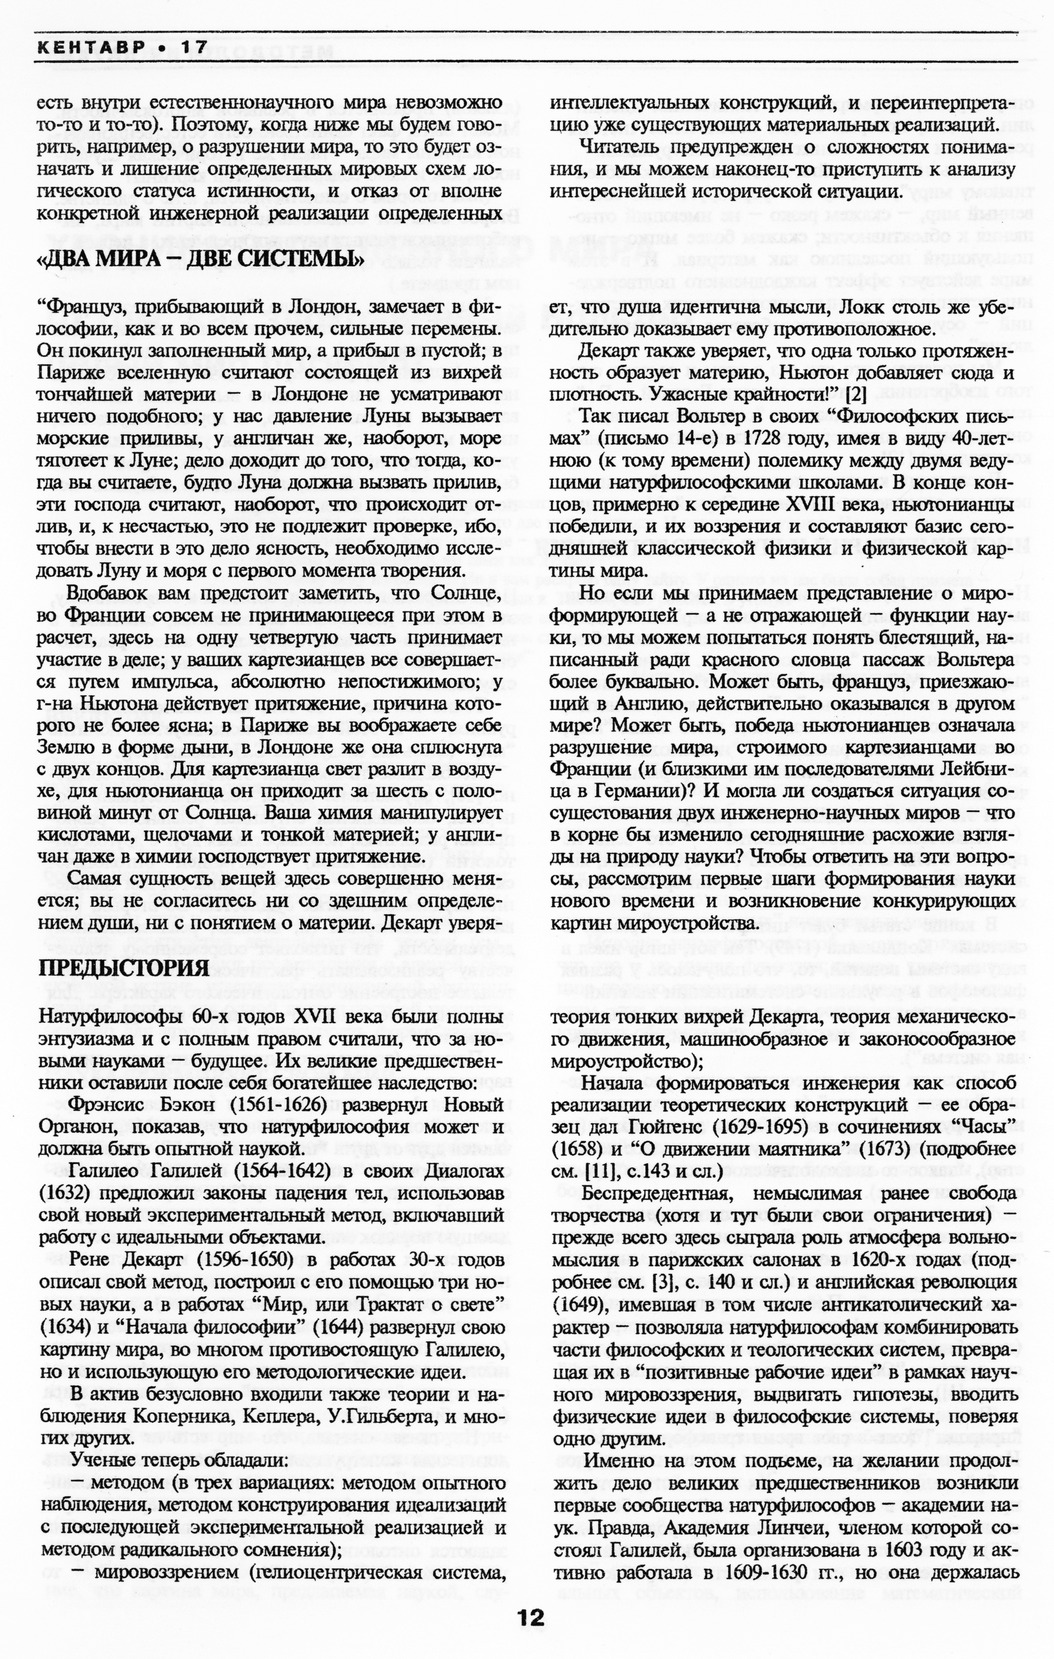 КЕНТАВР • 17
есть внутри естественнонаучного мира невозможно
то-то и то-то). Поэтому, когда ниже мы будем гово-
рить, например, о разрушении мира, то это будет оз-
начать и лишение определенных мировых схем ло-
гического статуса истинности, и отказ от вполне
конкретной инженерной реализации определенных
интеллектуальных конструкций, и переинтерпрета-
цию уже существующих материальных реализаций.
Читатель предупрежден о сложностях понима-
ния, и мы можем наконец-то приступить к анализу
интереснейшей исторической ситуации.
«ДВА МИРА – ДВЕ СИСТЕМЫ»
“Француз, прибывающий в Лондон, замечает в фи-
лософии, как и во всем прочем, сильные перемены.
Он покинул заполненный мир, а прибыл в пустой; в
Париже вселенную считают состоящей из вихрей
тончайшей материи — в Лондоне не усматривают
ничего подобного; у нас давление Луны вызывает
морские приливы, у англичан же, наоборот, море
тяготеет к Луне; дело доходит до того, что тогда, ко-
гда вы считаете, будто Луна должна вызвать прилив,
эти господа считают, наоборот, что происходит от-
лив, и, к несчастью, это не подлежит проверке, ибо,
чтобы внести в это дело ясность, необходимо иссле-
довать Луну и моря с первого момента творения.
Вдобавок вам предстоит заметить, что Солнце,
во Франции совсем не принимающееся при этом в
расчет, здесь на одну четвертую часть принимает
участие в деле; у ваших картезианцев все совершает-
ся путем импульса, абсолютно непостижимого; у
г-на Ньютона действует притяжение, причина кото-
рого не более ясна; в Париже вы воображаете себе
Землю в форме дыни, в Лондоне же она сплюснута
с двух концов. Для картезианца свет разлит в возду-
хе, для ньютонианца он приходит за шесть с поло-
виной минут от Солнца. Ваша химия манипулирует
кислотами, щелочами и тонкой материей; у англи-
чан даже в химии господствует притяжение.
Самая сущность вещей здесь совершенно меня-
ется; вы не согласитесь ни со здешним определе-
нием души, ни с понятием о материи. Декарт уверя-
ет, что душа идентична мысли, Локк столь же убе-
дительно доказывает ему противоположное.
Декарт также уверяет, что одна только протяжен-
ность образует материю, Ньютон добавляет сюда и
плотность. Ужасные крайности!” [2]
Так писал Вольтер в своих “Философских пись-
мах” (письмо 14-е) в 1728 году, имея в виду 40-лет-
нюю (к тому времени) полемику между двумя веду-
щими натурфилософскими школами. В конце кон-
цов, примерно к середине XVIII века, ньютонианцы
победили, и их воззрения и составляют базис сего-
дняшней классической физики и физической кар-
тины мира.
Но если мы принимаем представление о миро-
формирующей — а не отражающей — функции нау-
ки, то мы можем попытаться понять блестящий, на-
писанный ради красного словца пассаж Вольтера
более буквально. Может быть, француз, приезжаю-
щий в Англию, действительно оказывался в другом
мире? Может быть, победа ньютонианцев означала
разрушение мира, строимого картезианцами во
Франции (и близкими им последователями Лейбни-
ца в Германии)? И могла ли создаться ситуация со-
существования двух инженерно-научных миров — что
в корне бы изменило сегодняшние расхожие взгля-
ды на природу науки? Чтобы ответить на эти вопро-
сы, рассмотрим первые шаги формирования науки
нового времени и возникновение конкурирующих
картин мироустройства.
ПРЕДЫСТОРИЯ
Натурфилософы 60-х годов XVII века были полны
энтузиазма и с полным правом считали, что за но-
выми науками — будущее. Их великие предшествен-
ники оставили после себя богатейшее наследство:
Фрэнсис Бэкон (1561-1626) развернул Новый
Органон, показав, что натурфилософия может и
должна быть опытной наукой.
Галилео Галилей (1564-1642) в своих Диалогах
(1632) предложил законы падения тел, использовав
свой новый экспериментальный метод, включавший
работу с идеальными объектами.
Рене Декарт (1596-1650) в работах 30-х годов
описал свой метод, построил с его помощью три но-
вых науки, а в работах “Мир, или Трактат о свете”
(1634) и “Начала философии” (1644) развернул свою
картину мира, во многом противостоящую Галилею,
но и использующую его методологические идеи.
В актив безусловно входили также теории и на-
блюдения Коперника, Кеплера, У.Гильберта, и мно-
гих других.
Ученые теперь обладали:
— методом (в трех вариациях: методом опытного
наблюдения, методом конструирования идеализаций
с последующей экспериментальной реализацией и
методом радикального сомнения);
— мировоззрением (гелиоцентрическая система,
теория тонких вихрей Декарта, теория механическо-
го движения, машинообразное и законосообразное
мироустройство);
Начала формироваться инженерия как способ
реализации теоретических конструкций — ее обра-
зец дал Гюйгенс (1629-1695) в сочинениях “Часы”
(1658) и “О движении маятника” (1673) (подробнее
см. [11], с.143 и сл.)
Беспредедентная, немыслимая ранее свобода
творчества (хотя и тут были свои ограничения) —
прежде всего здесь сыграла роль атмосфера вольно-
мыслия в парижских салонах в 1620-х годах (под-
робнее см. [3], с. 140 и сл.) и английская революция
(1649), имевшая в том числе антикатолический ха-
рактер — позволяла натурфилософам комбинировать
части философских и теологических систем, превра-
щая их в “позитивные рабочие идеи” в рамках науч-
ного мировоззрения, выдвигать гипотезы, вводить
физические идеи в философские системы, поверяя
одно другим.
Именно на этом подъеме, на желании продол-
жить дело великих предшественников возникли
первые сообщества натурфилософов — академии на-
ук. Правда, Академия Линчеи, членом которой со-
стоял Галилей, была организована в 1603 году и ак-
тивно работала в 1609-1630 гг., но она держалась
12